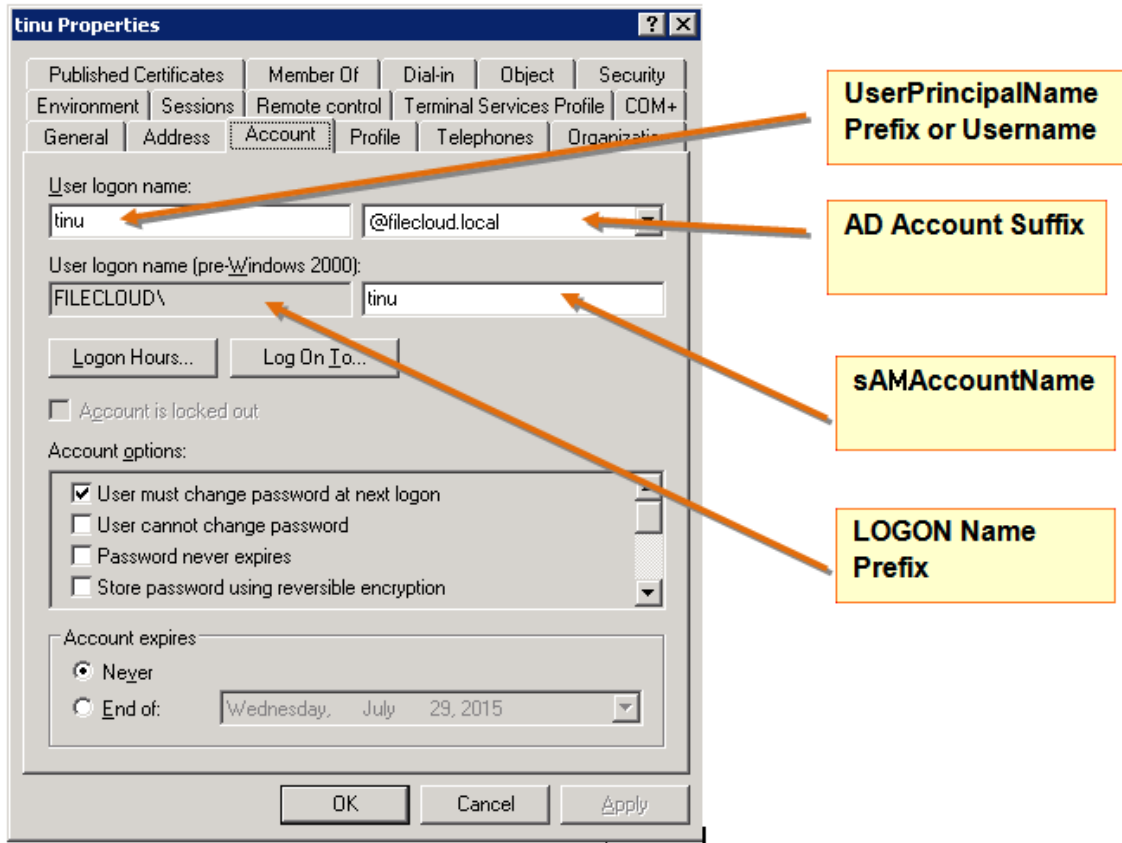 tinu Properties
Published Certificates Member Of Dial-in Object Security
Environment Sessions Remote control Terminal Services Profile COM+
General Address Account Profile Telephones Organization
User logon name:
tinu @filecloud.local
User logon name (pre-Windows 2000):
FILECLOUD\ tinu
Logon Hours... Log On To...
Account is locked out
Account options:
User must change password at next logon
User cannot change password
Password never expires
Store password using reversible encryption
Account expires
Never
End of: Wednesday, July 29, 2015
OK Cancel Apply
UserPrincipalName
Prefix or Username
AD Account Suffix
sAMAccountName
LOGON Name
Prefix